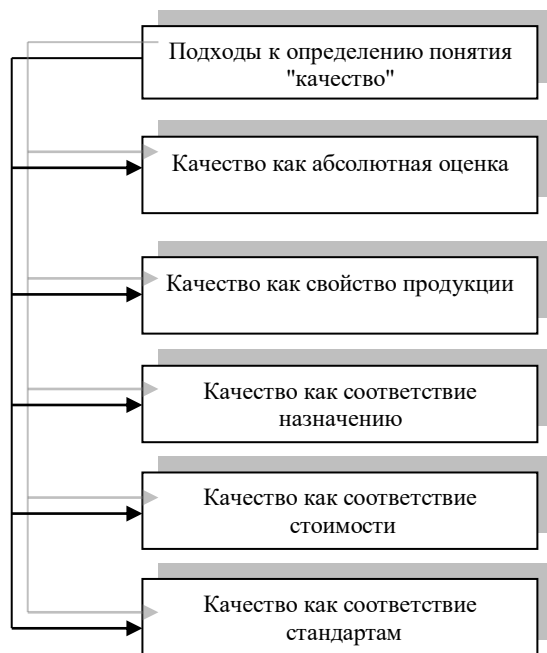 Подходы к определению понятия
"качество"
Качество как абсолютная оценка
Качество как свойство продукции
Качество как соответствие
назначению
Качество как соответствие
стоимости
Качество как соответствие
стандартам